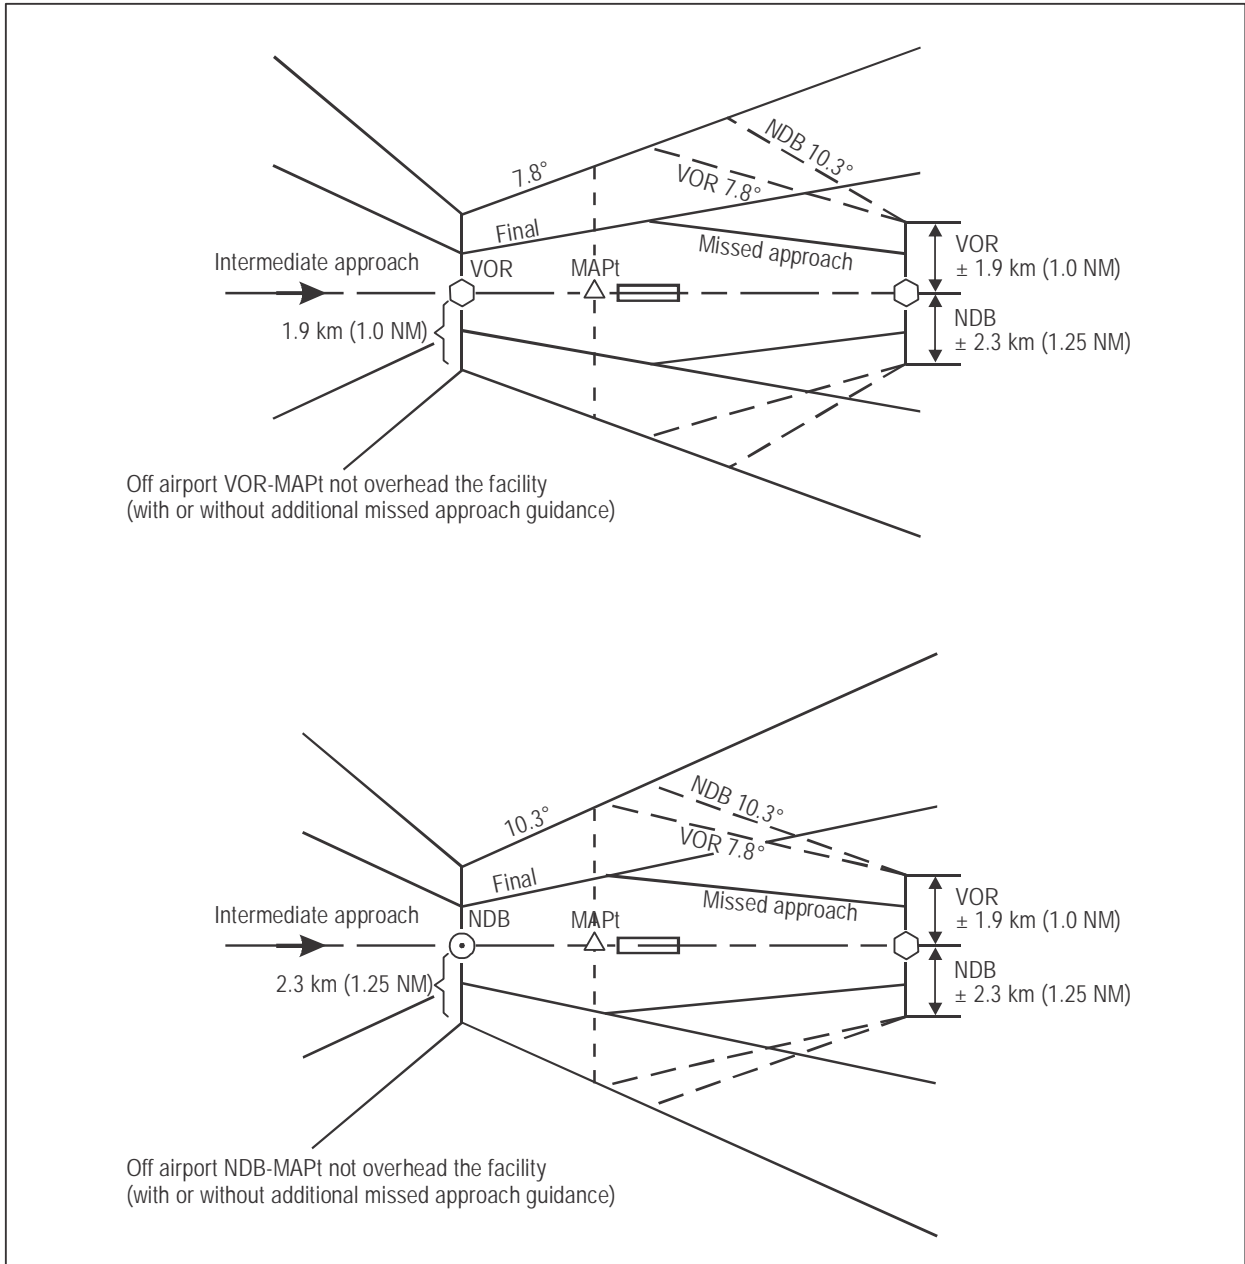 NDB 10.3°
7.8°
VOR 7.8°
Final
Missed approach
VOR
± 1.9 km (1.0 NM)
Intermediate approach
VOR
MAPt
1.9 km (1.0 NM)
NDB
± 2.3 km (1.25 NM)
Off airport VOR-MAPt not overhead the facility
(with or without additional missed approach guidance)
NDB 10.3°
10.3°
VOR 7.8°
Final
Missed approach
VOR
± 1.9 km (1.0 NM)
Intermediate approach
NDB
MAPt
2.3 km (1.25 NM)
NDB
± 2.3 km (1.25 NM)
Off airport NDB-MAPt not overhead the facility
(with or without additional missed approach guidance)